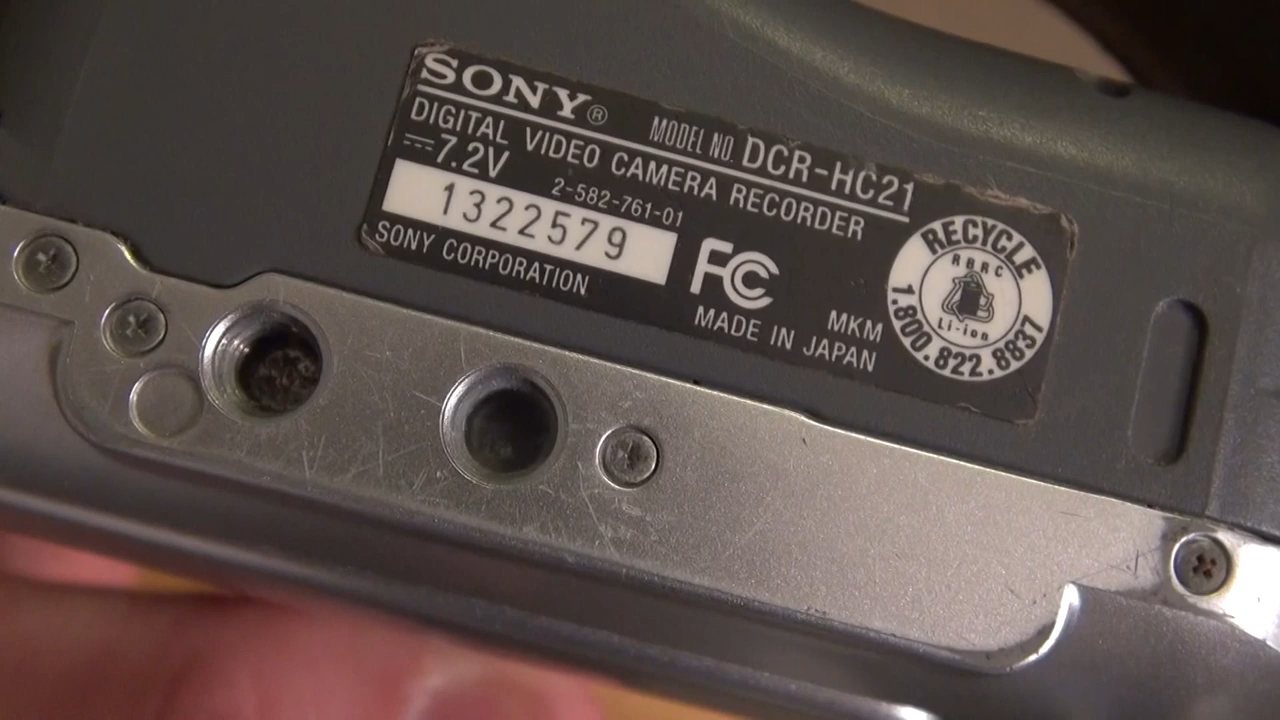 SONY®
MODEL NO. DCR-HC21
DIGITAL VIDEO CAMERA RECORDER
⎓7.2V
2-582-761-01
1322579
SONY CORPORATION
FC
MKM
MADE IN JAPAN
RECYCLE
RBRC
Li-ion
1.800.822.8837